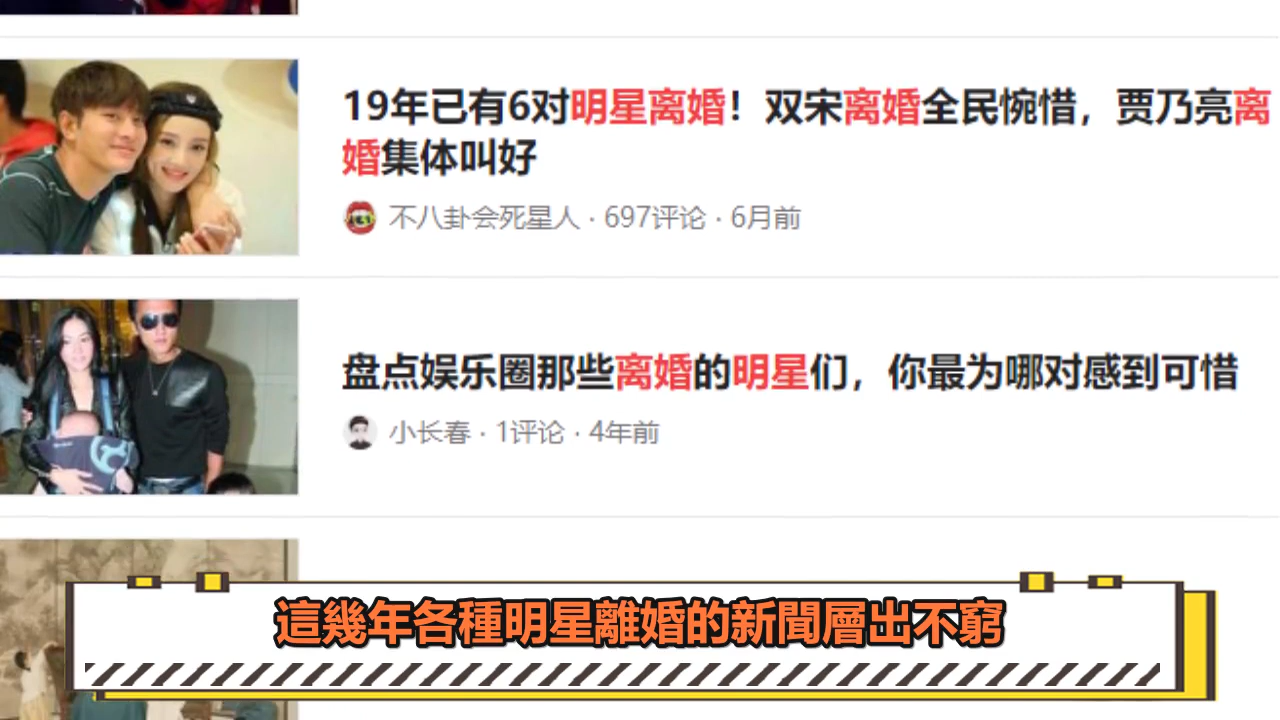 19年已有6对明星离婚！双宋离婚全民惋惜，贾乃亮离
婚集体叫好
不八卦会死星人 · 697评论 · 6月前
盘点娱乐圈那些离婚的明星们，你最为哪对感到可惜
小长春 · 1评论 · 4年前
這幾年各種明星離婚的新聞層出不窮